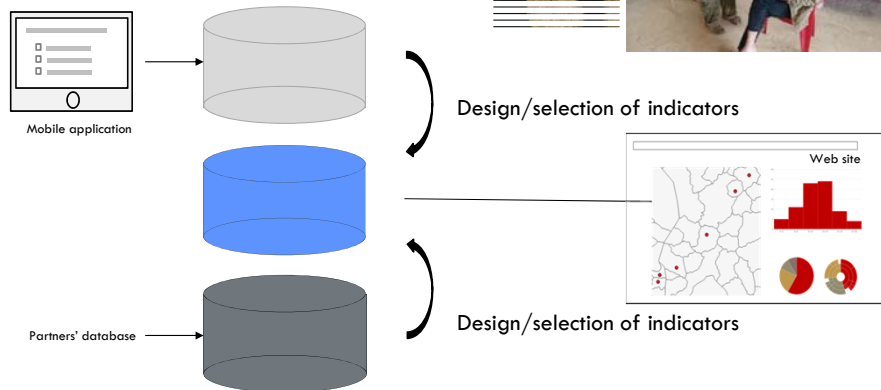 Mobile application
Design/selection of indicators
Web site
Partners' database
Design/selection of indicators